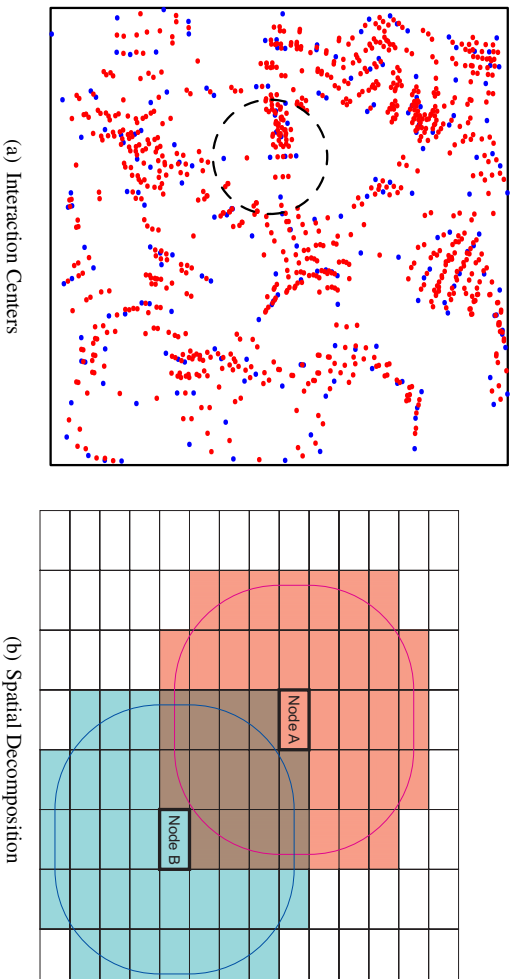 (a) Interaction Centers
Node A
Node B
(b) Spatial Decomposition